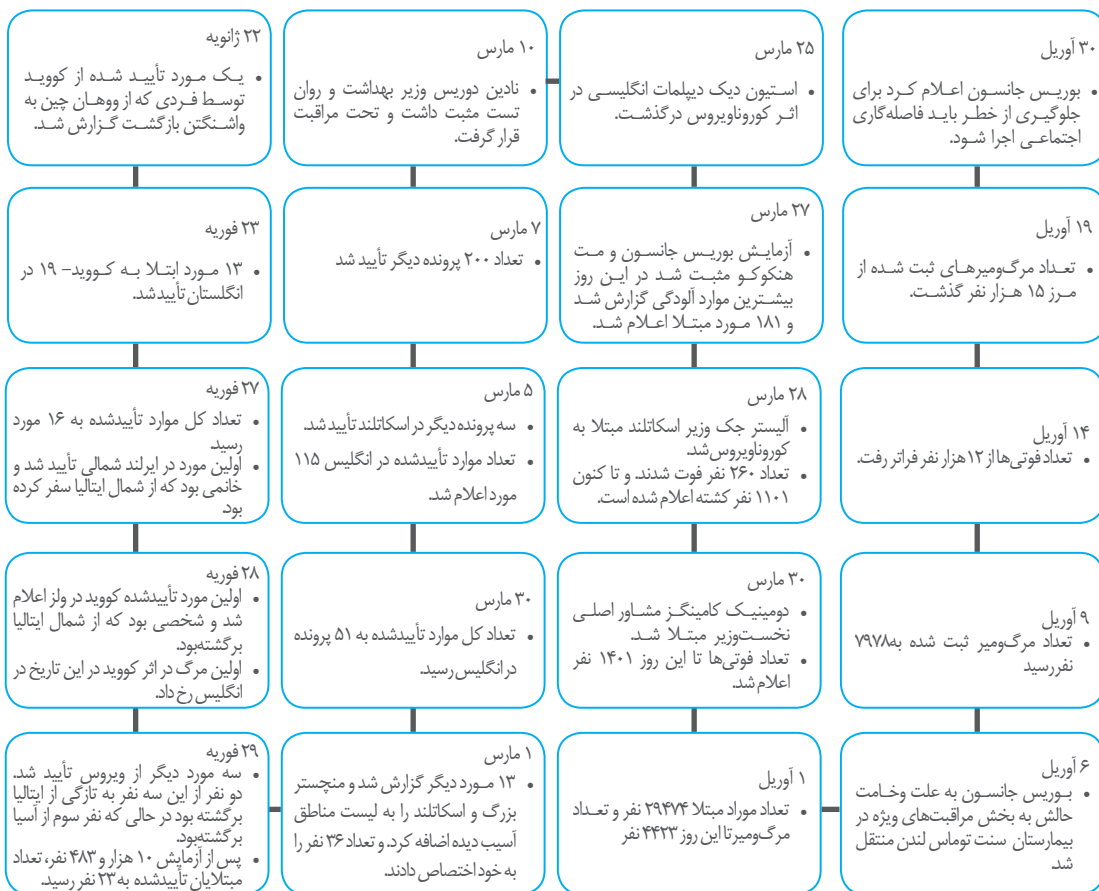 ۲۲ ژانویه
• یک مورد تأیید شده از کووید
توسط فردی که از ووهان چین به
واشنگتن بازگشت گزارش شد.
۲۳ فوریه
• ۱۳ مورد ابتلا به کووید- ۱۹ در
انگلستان تأییدشد.
۲۷ فوریه
• تعداد کل موارد تأییدشده به ۱۶ مورد
رسید.
• اولین مورد در ایرلند شمالی تأیید شد و
خانمی بود که از شمال ایتالیا سفر کرده
بود.
۲۸ فوریه
• اولین مورد تأییدشده کووید در ولز اعلام
شد و شخصی بود که از شمال ایتالیا
برگشته‌بود.
• اولین مرگ در اثر کووید در این تاریخ در
انگلیس رخ داد.
۲۹ فوریه
• سه مورد دیگر از ویروس تأیید شد.
دو نفر از این سه نفر به تازگی از ایتالیا
برگشته بود در حالی که نفر سوم از آسیا
برگشته‌بود.
• پس از آزمایش ۱۰ هزار و ۴۸۳ نفر، تعداد
مبتلایان تأییدشده به ۲۳ نفر رسید.
۱ مارس
• ۱۳ مورد دیگر گزارش شد و منچستر
بزرگ و اسکاتلند را به لیست مناطق
آسیب دیده اضافه کرد. و تعداد ۳۶ نفر را
به خود اختصاص دادند.
۳۰ مارس
• تعداد کل موارد تأییدشده به ۵۱ پرونده
در انگلیس رسید.
۵ مارس
• سه پرونده دیگر در اسکاتلند تأیید شد.
• تعداد موارد تأییدشده در انگلیس ۱۱۵
مورد اعلام شد.
۷ مارس
• تعداد ۲۰۰ پرونده دیگر تأیید شد
۱۰ مارس
• نادین دوریس وزیر بهداشت و روان
تست مثبت داشت و تحت مراقبت
قرار گرفت.
۲۵ مارس
• استیون دیک دیپلمات انگلیسی در
اثر کوروناویروس درگذشت.
۲۷ مارس
• آزمایش بوریس جانسون و مت
هنکوکو مثبت شد در این روز
بیشترین موارد آلودگی گزارش شد
و ۱۸۱ مورد مبتلا اعلام شد.
۲۸ مارس
• آلیستر جک وزیر اسکاتلند مبتلا به
کوروناویروس‌شد.
• تعداد ۲۶۰ نفر فوت شدند. و تا کنون
۱۱۰۱ نفر کشته اعلام شده است.
۳۰ مارس
• دومینیک کامینگز مشاور اصلی
نخست‌وزیر مبتلا شد.
• تعداد فوتی‌ها تا این روز ۱۴۰۱ نفر
اعلام شد.
۱ آوریل
• تعداد موراد مبتلا ۲۹۴۷۴ نفر و تعداد
مرگ‌ومیر تا این روز ۴۴۲۳ نفر
۶ آوریل
• بوریس جانسون به علت وخامت
حالش به بخش مراقبت‌های ویژه در
بیمارستان سنت توماس لندن منتقل
شد.
۹ آوریل
• تعداد مرگ‌ومیر ثبت شده به۷۹۷۸
نفررسید
۱۴ آوریل
• تعداد فوتی‌ها از ۱۲ هزار نفر فراتر رفت.
۱۹ آوریل
• تعداد مرگ‌ومیرهای ثبت شده از
مرز ۱۵ هزار نفر گذشت.
۳۰ آوریل
• بوریس جانسون اعلام کرد برای
جلوگیری از خطر باید فاصله‌گاری
اجتماعی اجرا شود.